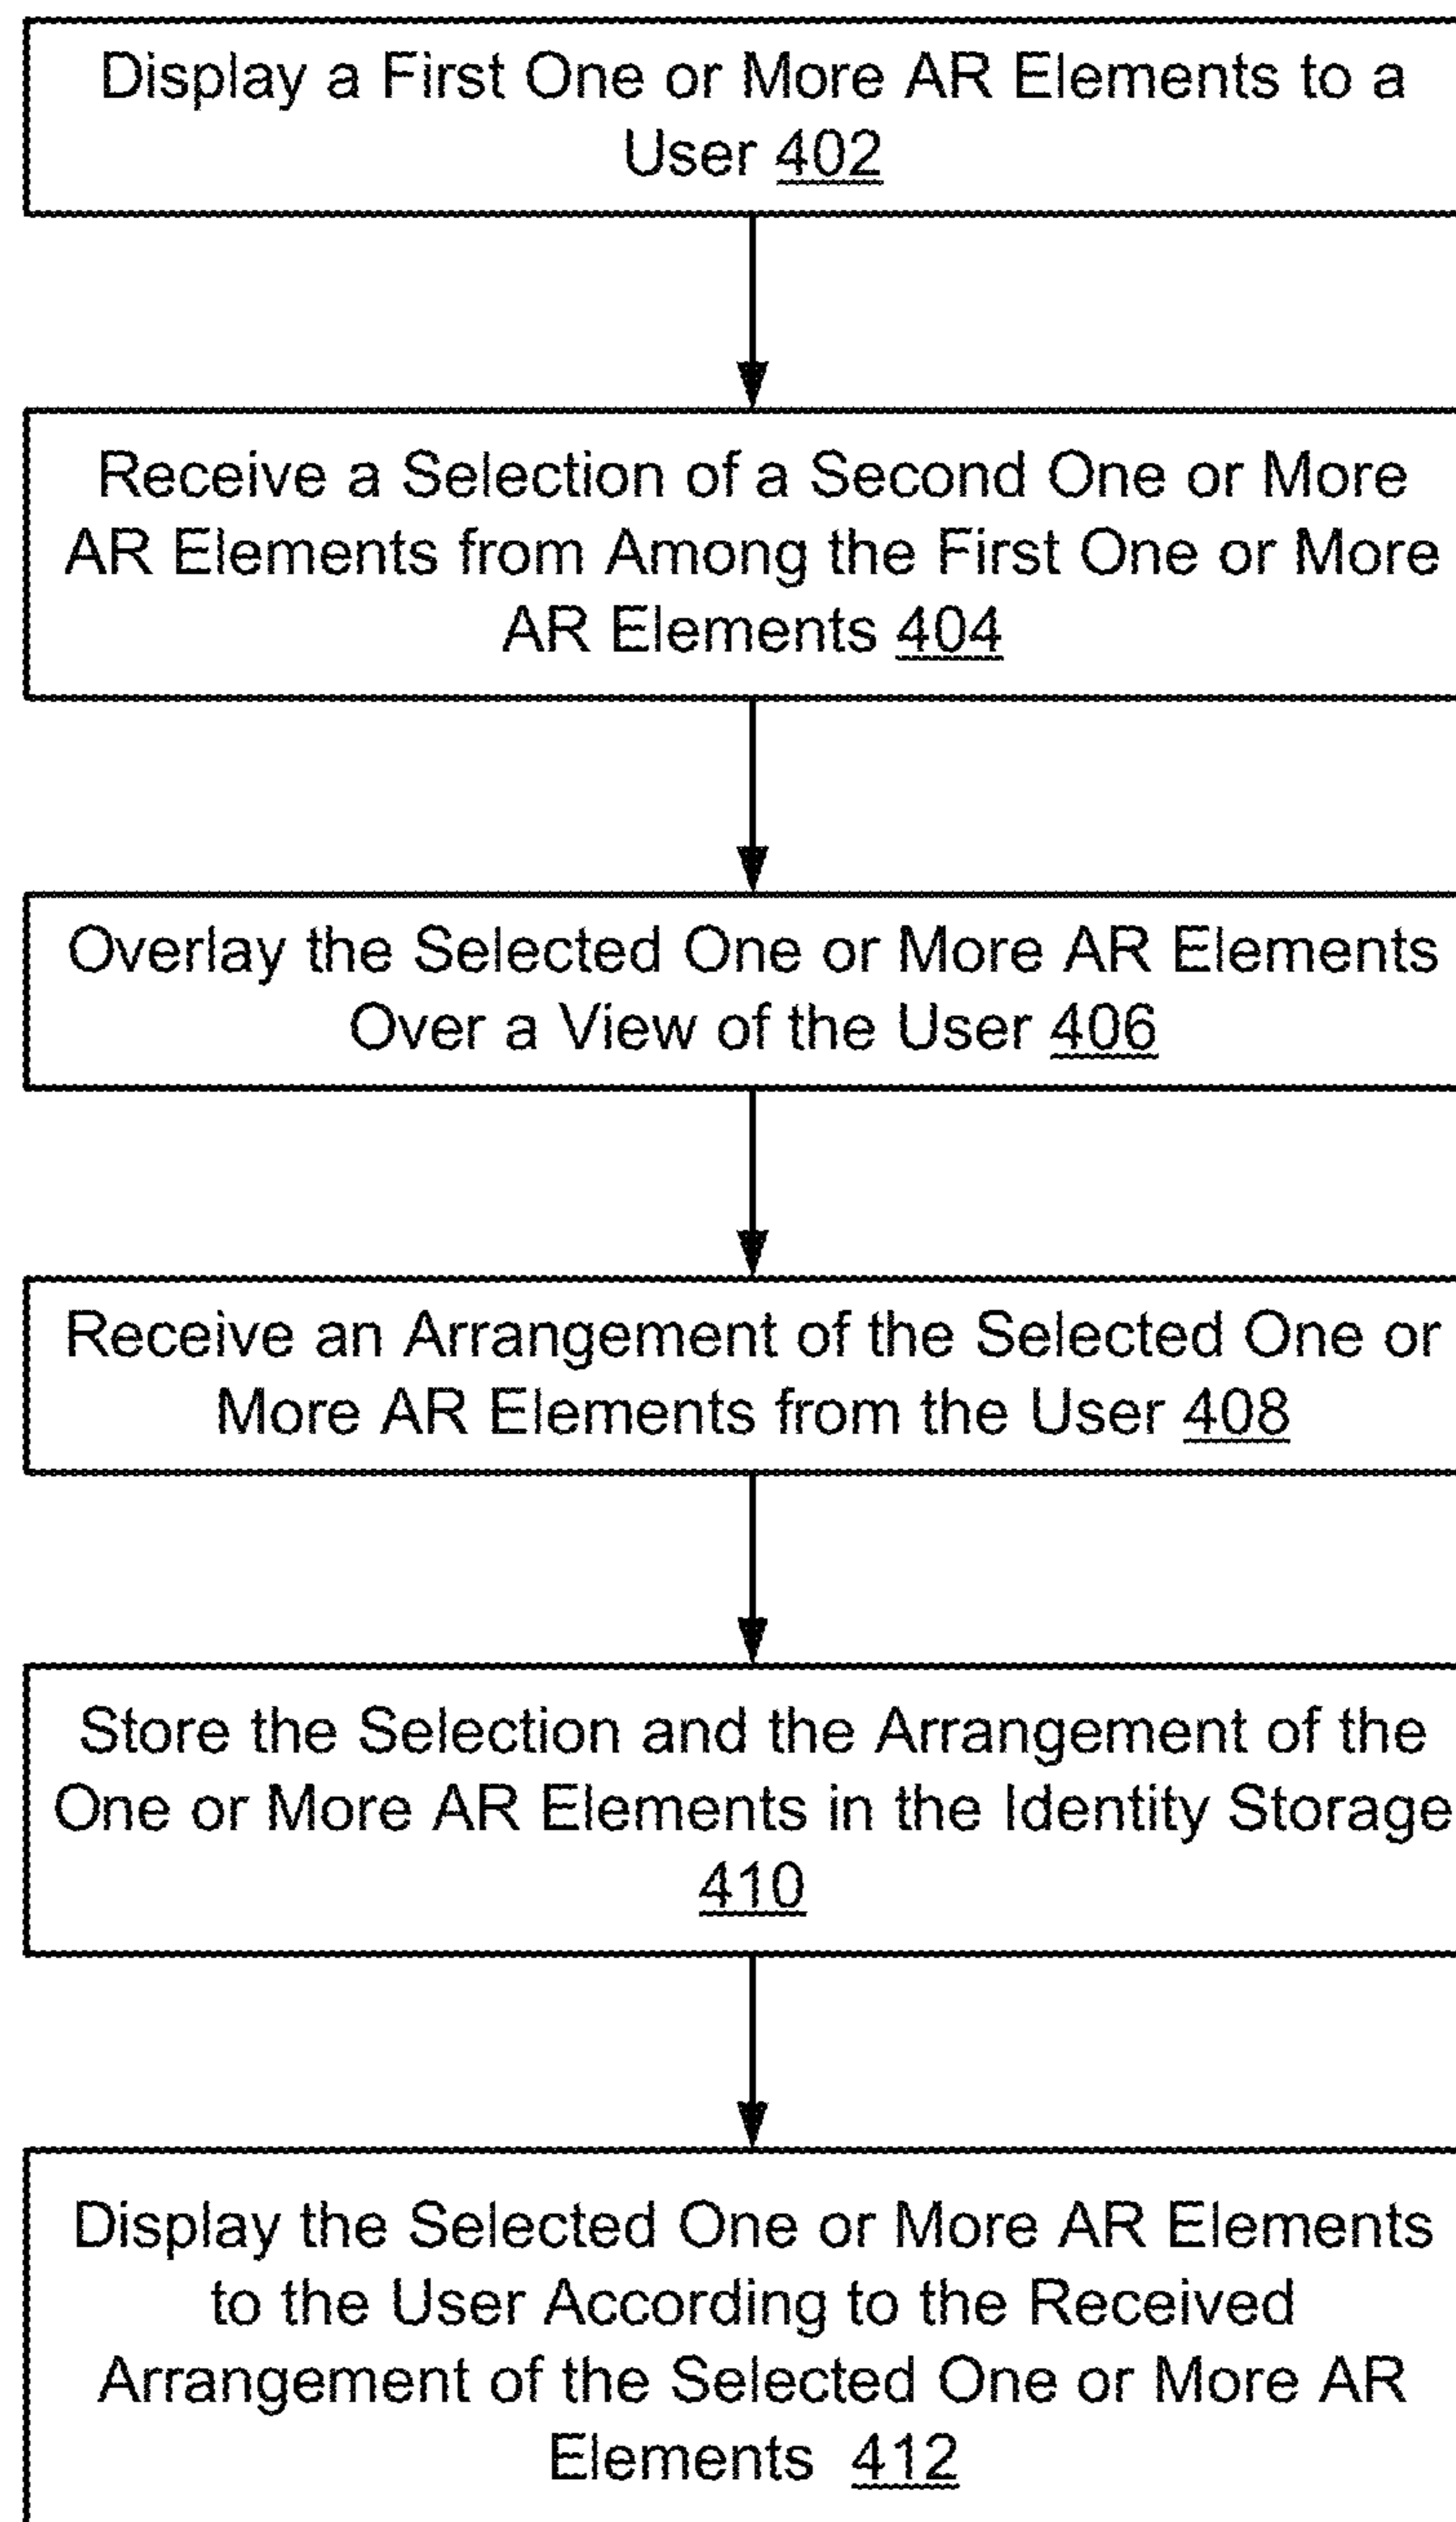 Display a First One or More AR Elements to a
User 402
Receive a Selection of a Second One or More
AR Elements from Among the First One or More
AR Elements 404
Overlay the Selected One or More AR Elements
Over a View of the User 406
Receive an Arrangement of the Selected One or
More AR Elements from the User 408
Store the Selection and the Arrangement of the
One or More AR Elements in the Identity Storage
410
Display the Selected One or More AR Elements
to the User According to the Received
Arrangement of the Selected One or More AR
Elements 412